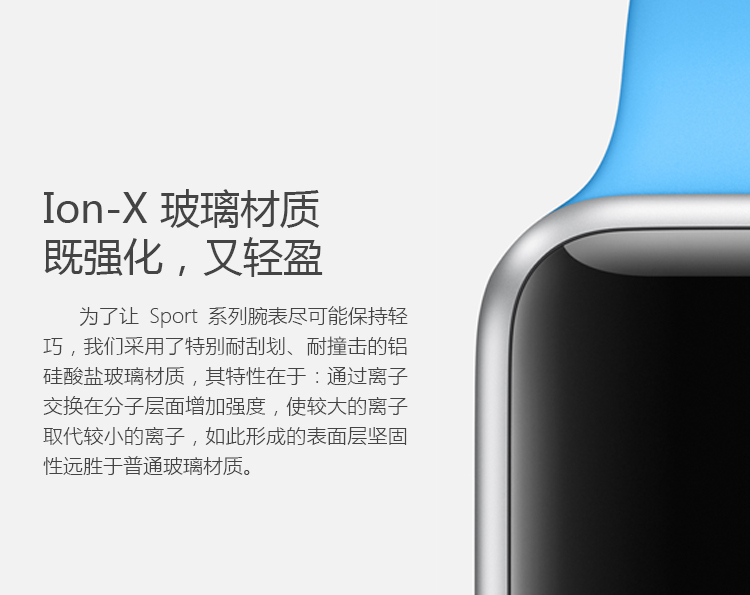 Ion-X 玻璃材质
既强化，又轻盈
为了让 Sport 系列腕表尽可能保持轻
巧，我们采用了特别耐刮划、耐撞击的铝
硅酸盐玻璃材质，其特性在于：通过离子
交换在分子层面增加强度，使较大的离子
取代较小的离子，如此形成的表面层坚固
性远胜于普通玻璃材质。